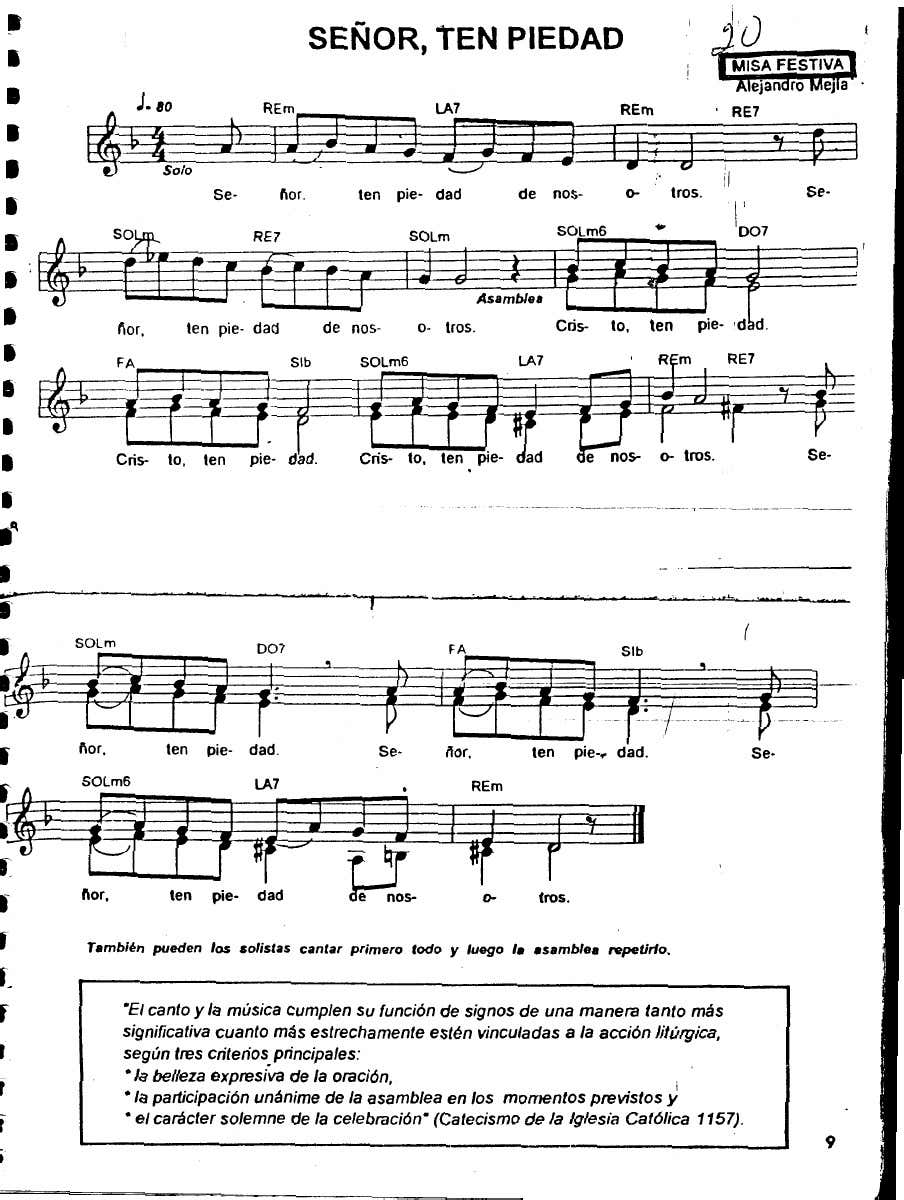 SEÑOR, TEN PIEDAD
20
MISA FESTIVA
Alejandro Mejía
♩= 80
REm LA7 REm RE7
Solo
Se- ñor. ten pie- dad de nos- o- tros. Se-
SOLm RE7 SOLm SOLm6 DO7
Asamblea
ñor, ten pie- dad de nos- o- tros. Cris- to, ten pie- dad.
FA SIb SOLm6 LA7 REm RE7
Cris- to, ten pie- dad. Cris- to, ten pie- dad de nos- o- tros. Se-
SOLm DO7 FA SIb
ñor, ten pie- dad. Se- ñor, ten pie- dad. Se-
SOLm6 LA7 REm
ñor, ten pie- dad de nos- o- tros.
También pueden los solistas cantar primero todo y luego la asamblea repetirlo.
"El canto y la música cumplen su función de signos de una manera tanto más
significativa cuanto más estrechamente estén vinculadas a la acción litúrgica,
según tres criterios principales:
* la belleza expresiva de la oración,
* la participación unánime de la asamblea en los momentos previstos y
* el carácter solemne de la celebración" (Catecismo de la Iglesia Católica 1157).
9